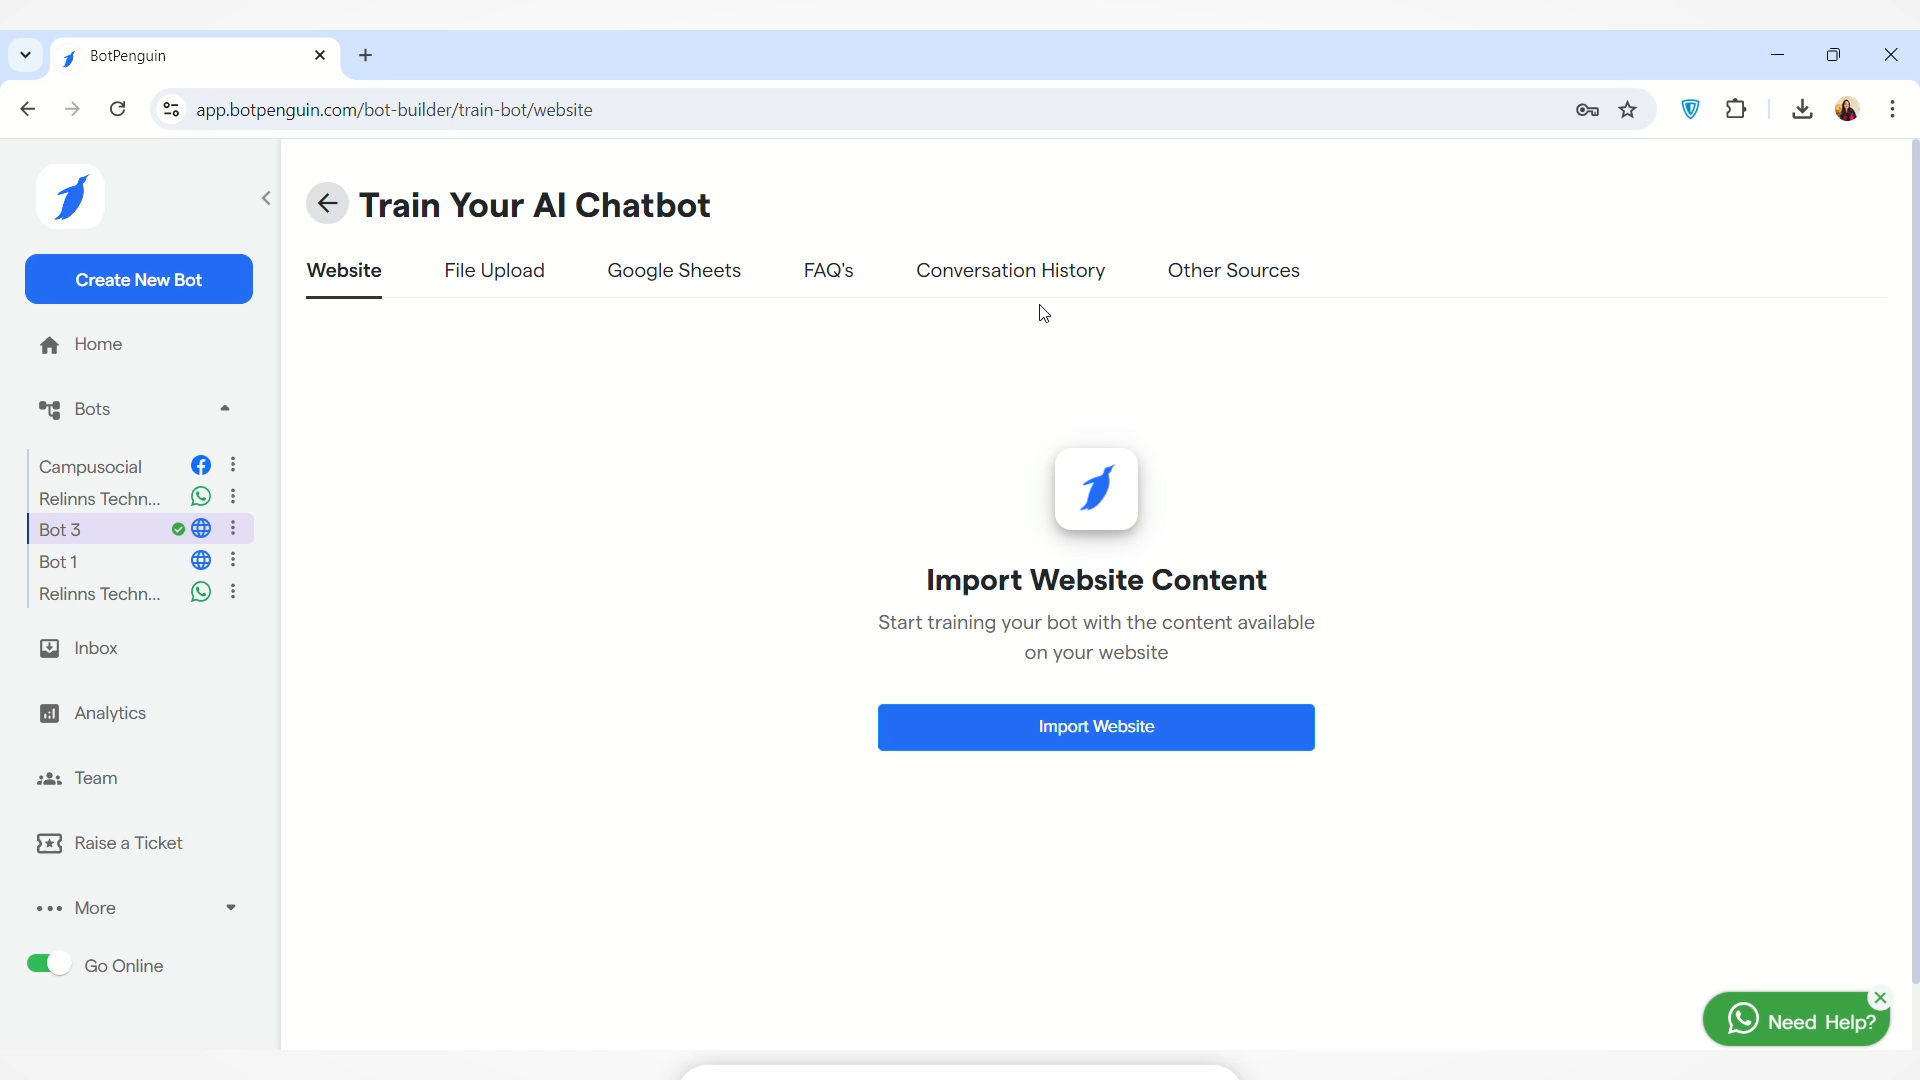 BotPenguin
app.botpenguin.com/bot-builder/train-bot/website
Train Your AI Chatbot
Create New Bot
Website
File Upload
Google Sheets
FAQ's
Conversation History
Other Sources
Home
Bots
Campusocial
Relinns Techn...
Bot 3
Bot 1
Relinns Techn...
Inbox
Analytics
Team
Raise a Ticket
More
Go Online
Import Website Content
Start training your bot with the content available
on your website
Import Website
Need Help?